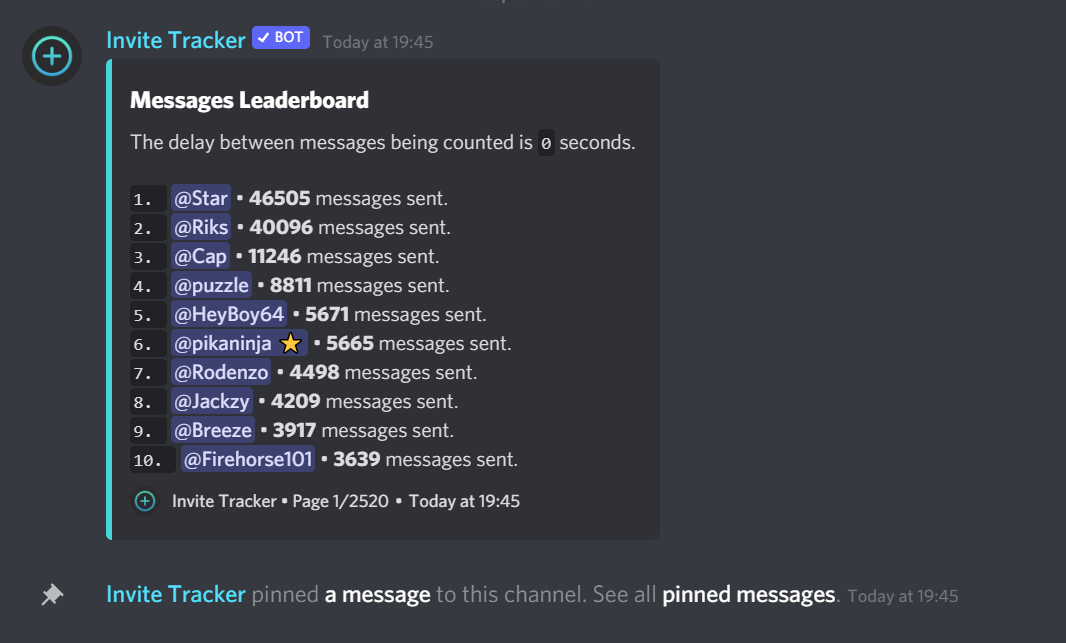 Invite Tracker ✓ BOT Today at 19:45
Messages Leaderboard
The delay between messages being counted is 0 seconds.
1. @Star • 46505 messages sent.
2. @Riks • 40096 messages sent.
3. @Cap • 11246 messages sent.
4. @puzzle • 8811 messages sent.
5. @HeyBoy64 • 5671 messages sent.
6. @pikaninja ⭐ • 5665 messages sent.
7. @Rodenzo • 4498 messages sent.
8. @Jackzy • 4209 messages sent.
9. @Breeze • 3917 messages sent.
10. @Firehorse101 • 3639 messages sent.
Invite Tracker • Page 1/2520 • Today at 19:45
Invite Tracker pinned a message to this channel. See all pinned messages. Today at 19:45